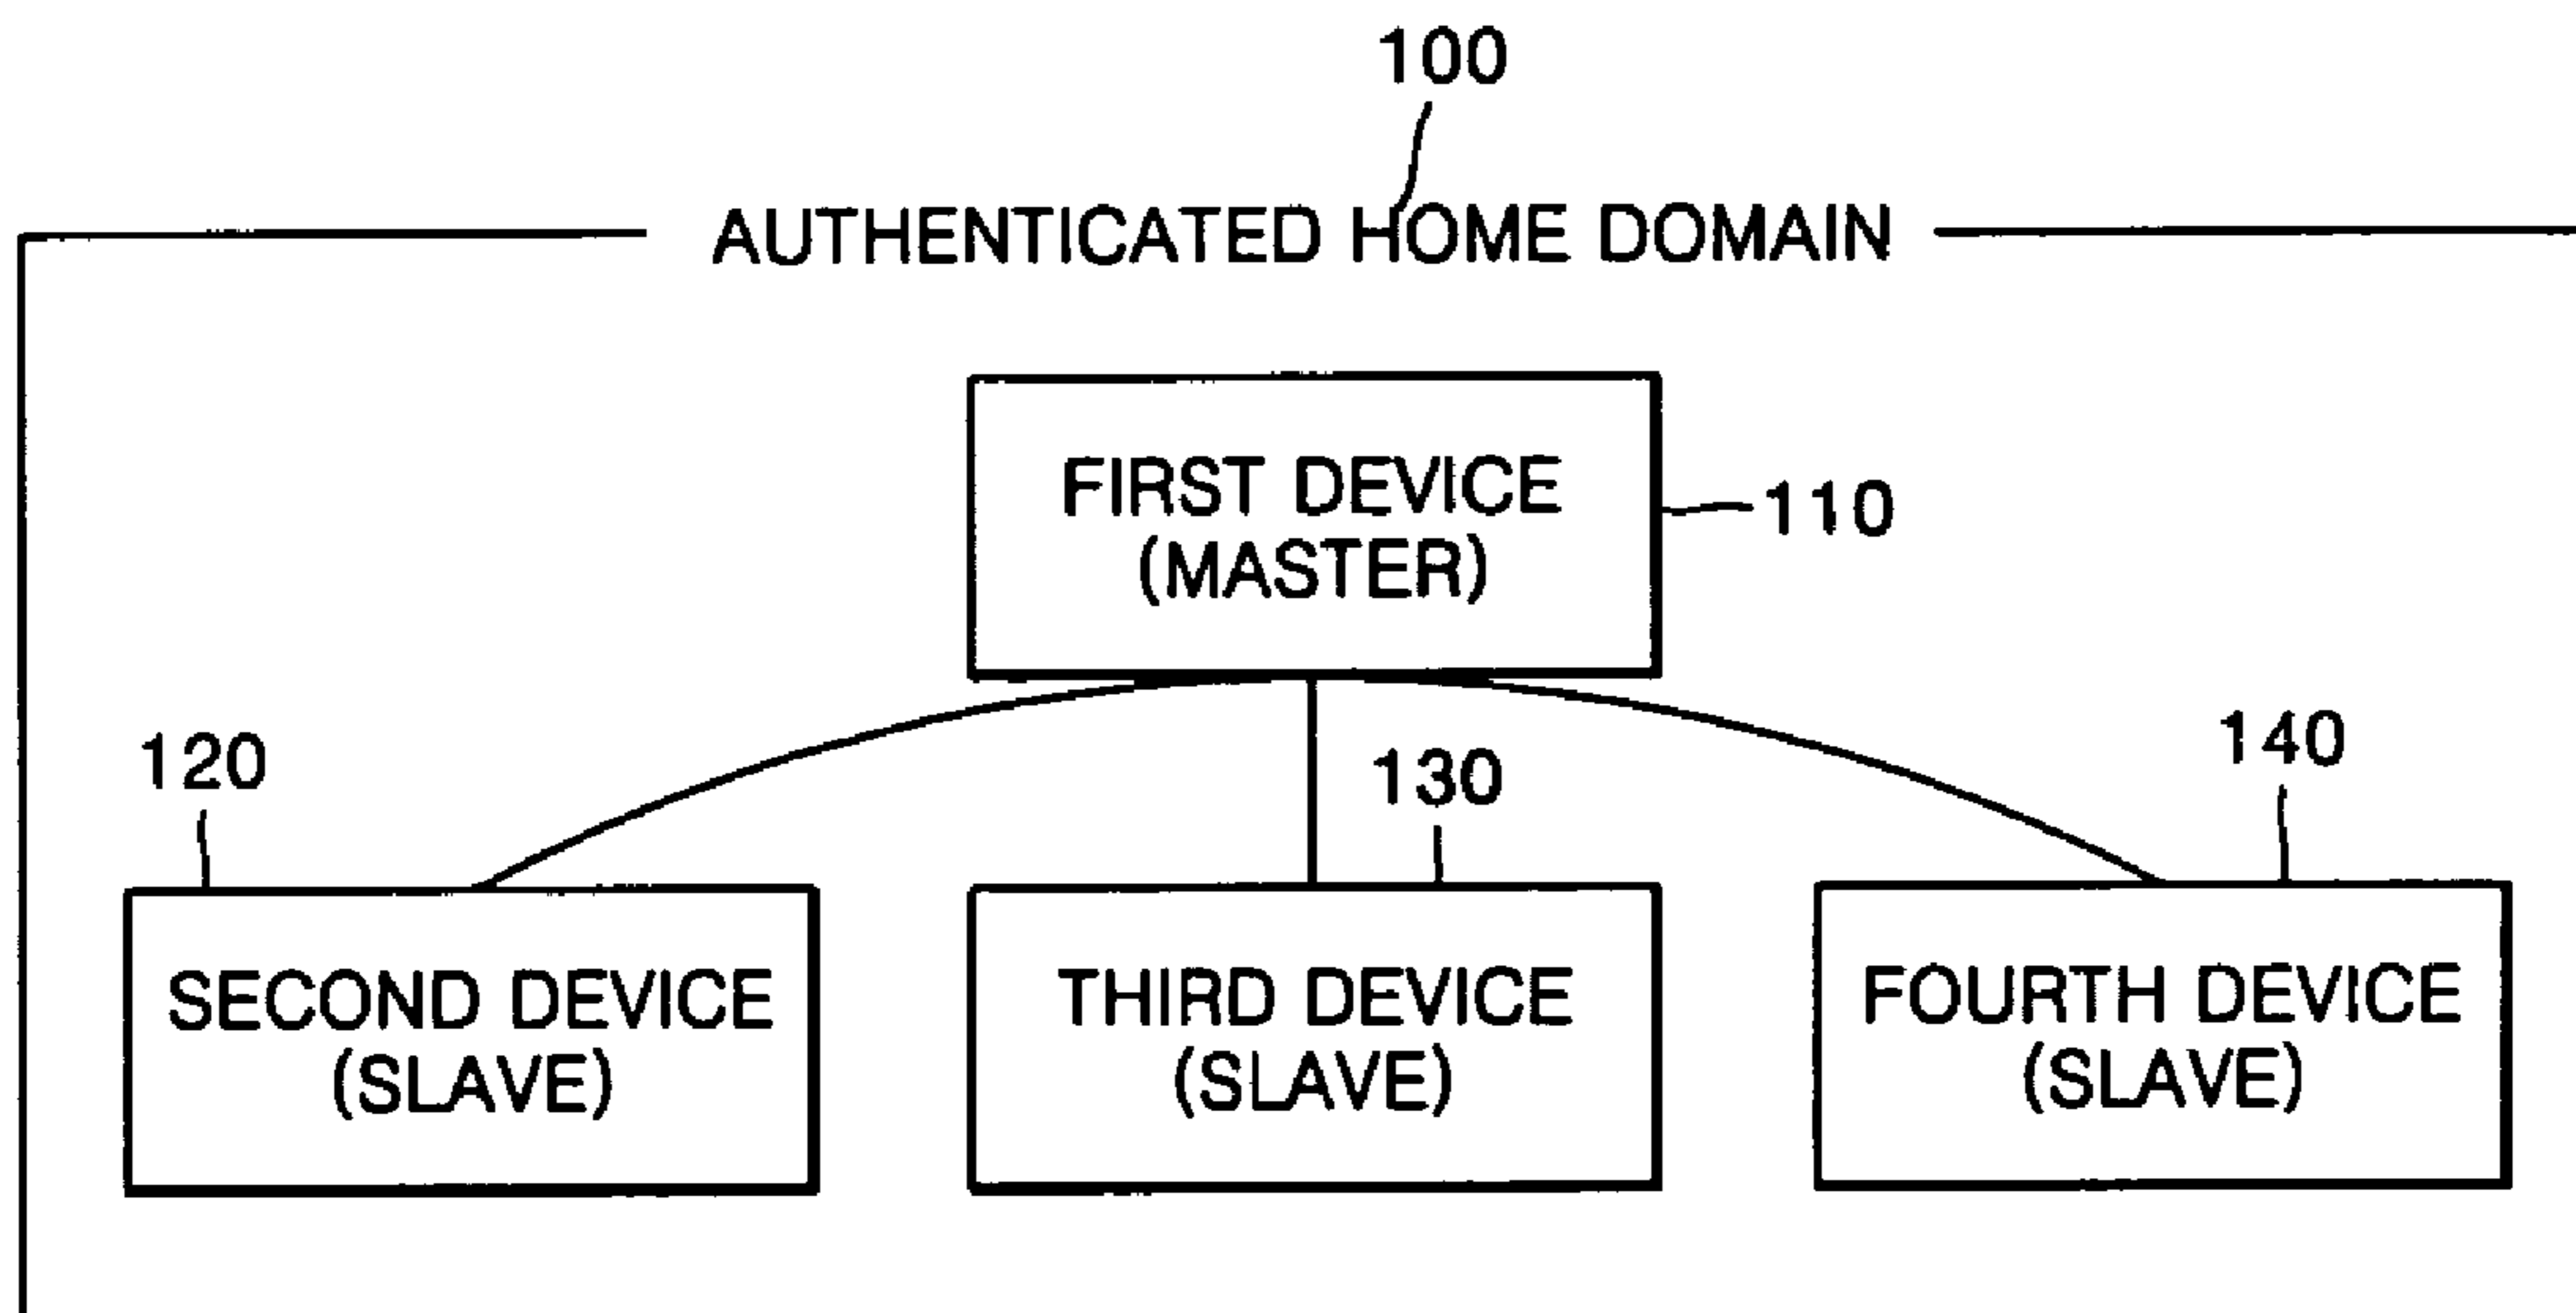 100
AUTHENTICATED HOME DOMAIN
FIRST DEVICE
(MASTER)
110
120
130
140
SECOND DEVICE
(SLAVE)
THIRD DEVICE
(SLAVE)
FOURTH DEVICE
(SLAVE)